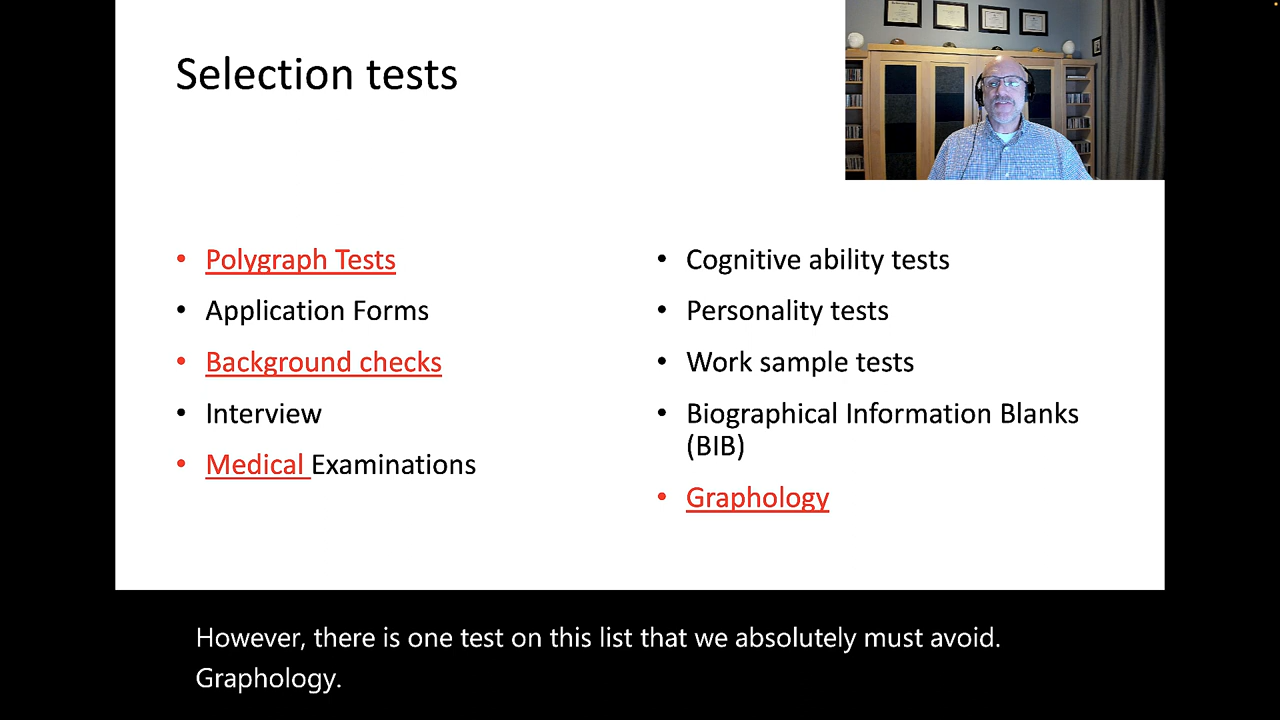 Selection tests
Polygraph Tests
Application Forms
Background checks
Interview
Medical Examinations
Cognitive ability tests
Personality tests
Work sample tests
Biographical Information Blanks
(BIB)
Graphology
However, there is one test on this list that we absolutely must avoid.
Graphology.